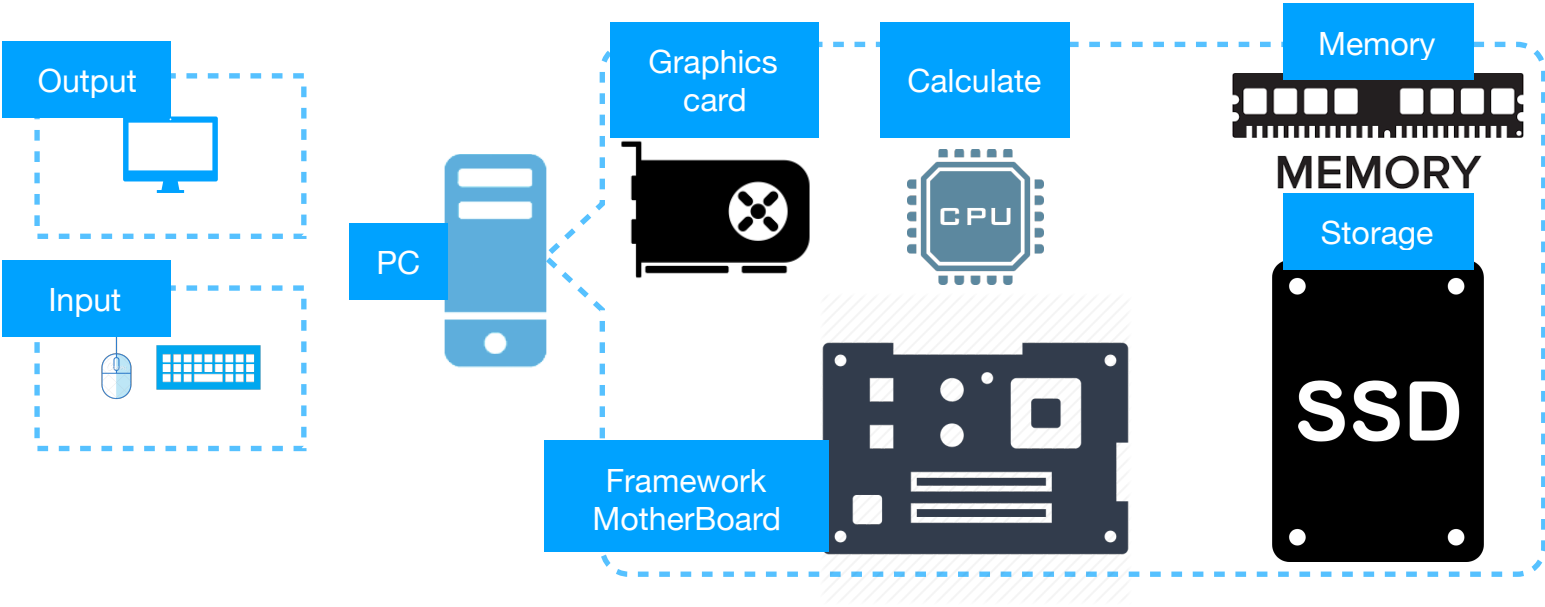 Output
Input
PC
Graphics
card
Calculate
CPU
Memory
MEMORY
Storage
SSD
Framework
MotherBoard